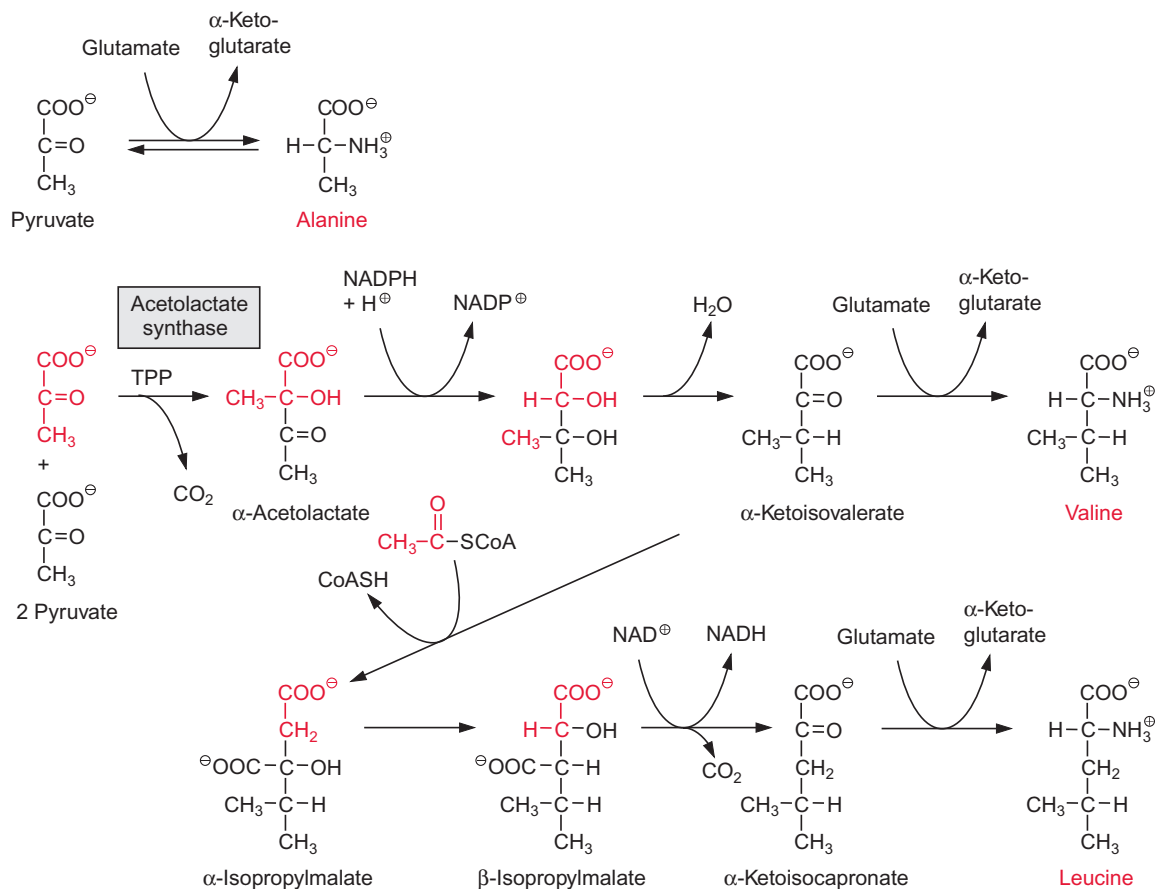 Glutamate
α-Keto-
glutarate
COO⊖
C=O
CH3
Pyruvate
COO⊖
H–C–NH3⊕
CH3
Alanine
Acetolactate
synthase
COO⊖
C=O
CH3
+
COO⊖
C=O
CH3
2 Pyruvate
TPP
CO2
COO⊖
CH3–C–OH
C=O
CH3
α-Acetolactate
NADPH
+ H⊕
NADP⊕
COO⊖
H–C–OH
CH3–C–OH
CH3
H2O
COO⊖
C=O
CH3–C–H
CH3
α-Ketoisovalerate
Glutamate
α-Keto-
glutarate
COO⊖
H–C–NH3⊕
CH3–C–H
CH3
Valine
O
CH3–C–SCoA
CoASH
COO⊖
CH2
⊖OOC–C–OH
CH3–C–H
CH3
α-Isopropylmalate
COO⊖
H–C–OH
⊖OOC–C–H
CH3–C–H
CH3
β-Isopropylmalate
NAD⊕
NADH
CO2
COO⊖
C=O
CH2
CH3–C–H
CH3
α-Ketoisocapronate
Glutamate
α-Keto-
glutarate
COO⊖
H–C–NH3⊕
CH2
CH3–C–H
CH3
Leucine